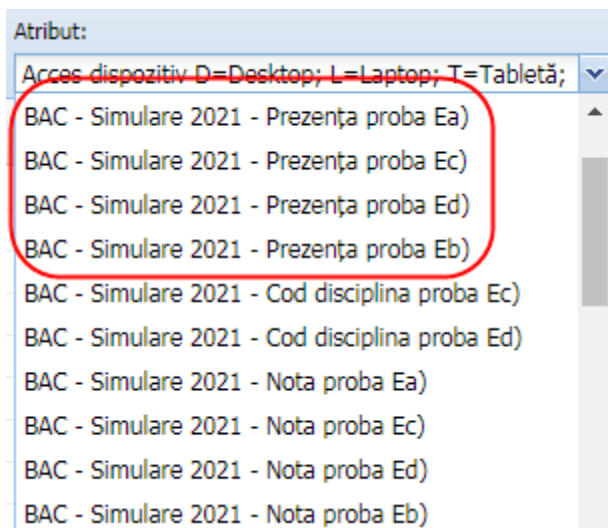 Atribut:
Acces dispozitiv D=Desktop; L=Laptop; T=Tabletă;
BAC - Simulare 2021 - Prezența proba Ea)
BAC - Simulare 2021 - Prezența proba Ec)
BAC - Simulare 2021 - Prezența proba Ed)
BAC - Simulare 2021 - Prezența proba Eb)
BAC - Simulare 2021 - Cod disciplina proba Ec)
BAC - Simulare 2021 - Cod disciplina proba Ed)
BAC - Simulare 2021 - Nota proba Ea)
BAC - Simulare 2021 - Nota proba Ec)
BAC - Simulare 2021 - Nota proba Ed)
BAC - Simulare 2021 - Nota proba Eb)